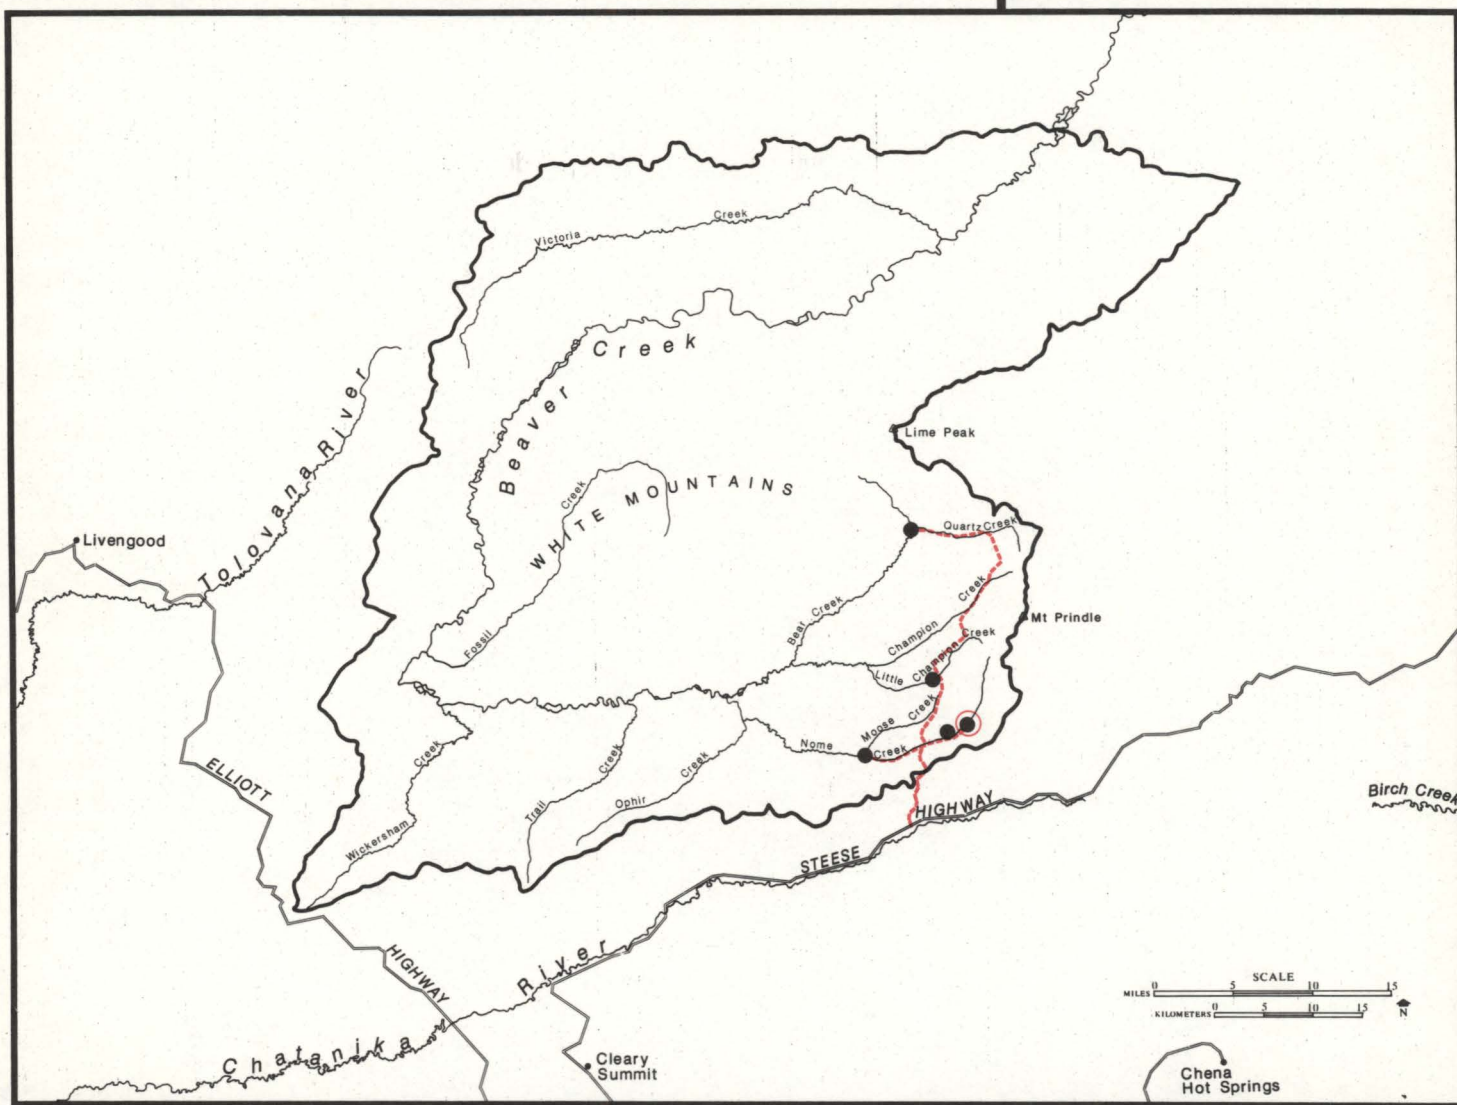 Victoria Creek
Beaver Creek
Tolovana River
Lime Peak
WHITE MOUNTAINS
Creek
Fossil
Quartz Creek
Livengood
Bear Creek
Champion Creek
Mt Prindle
Little Champion Creek
Moose Creek
Nome Creek
ELLIOTT
HIGHWAY
Wickersham Creek
Trail Creek
Ophir Creek
STEESE HIGHWAY
Birch Creek
Chatanika River
Cleary
Summit
SCALE
MILES 0 5 10 15
KILOMETERS 0 5 10 15
N
Chena
Hot Springs